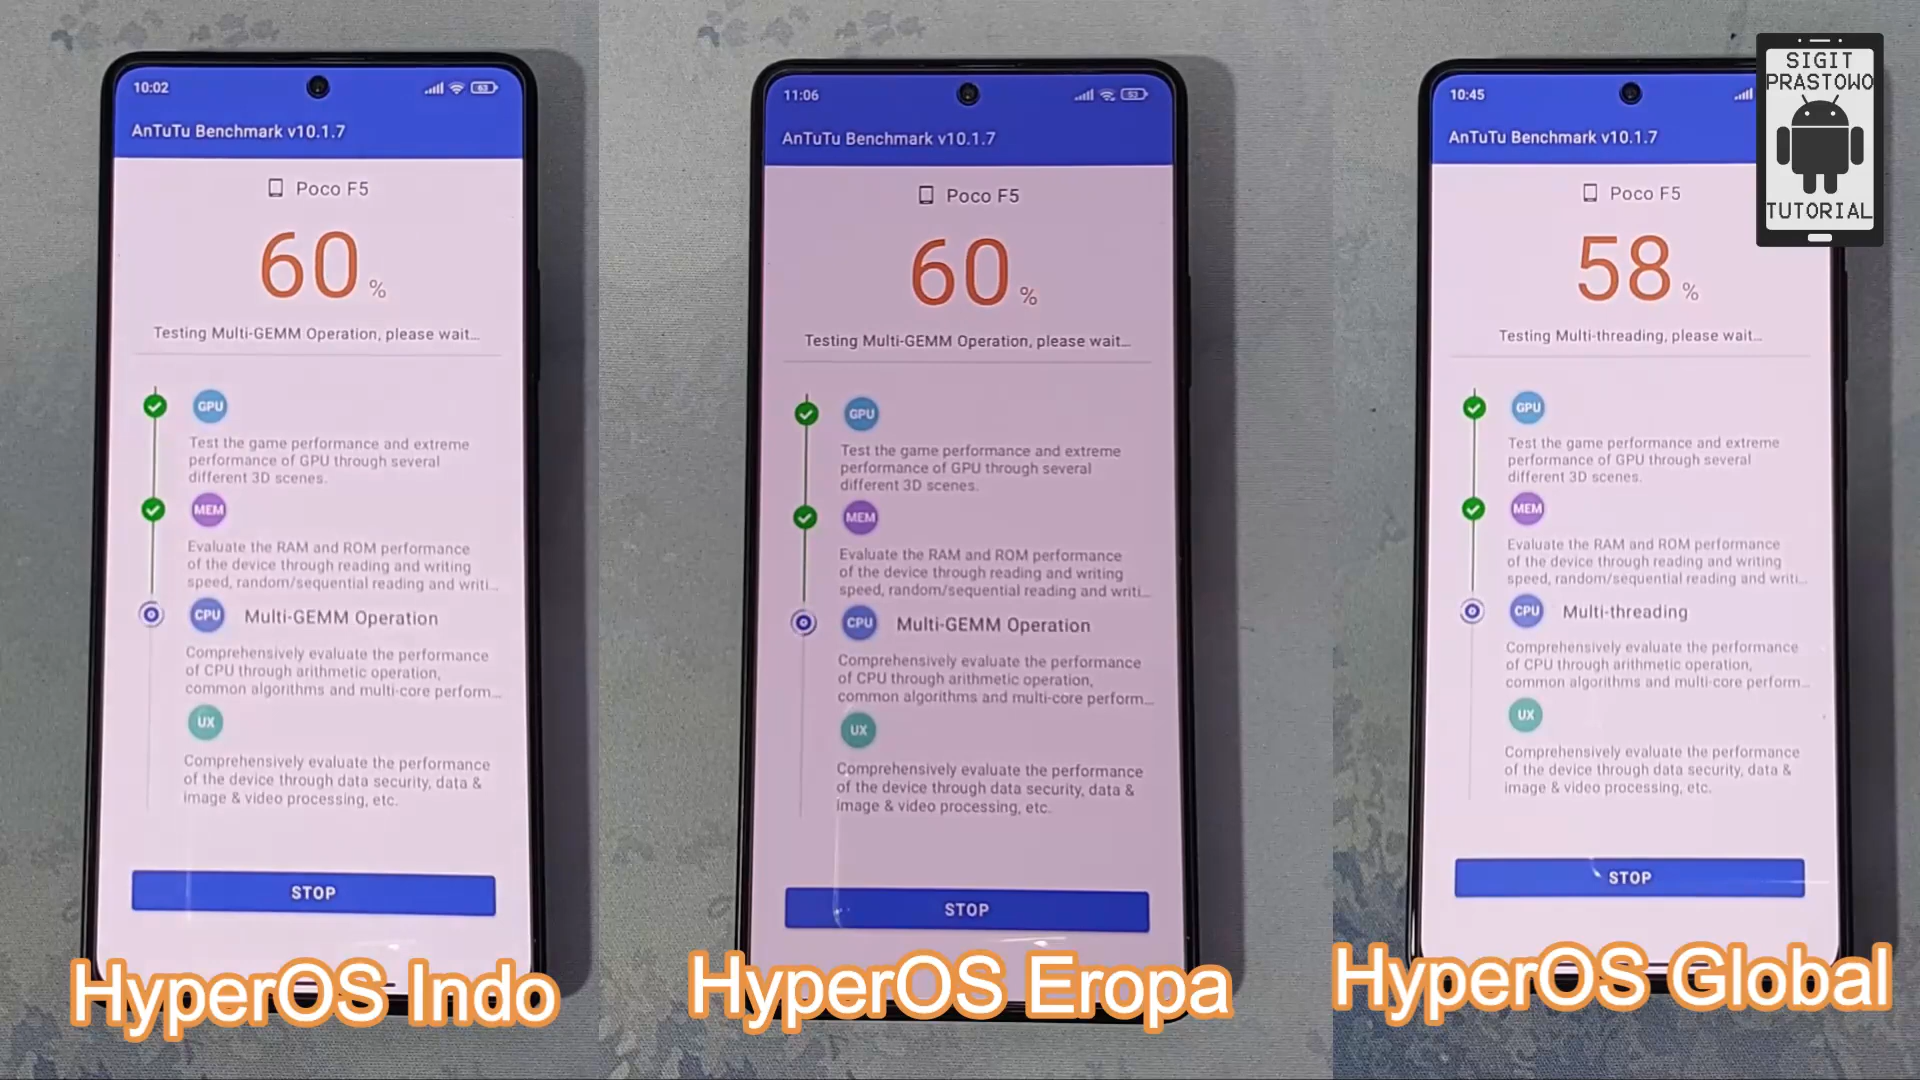 10:02
63
AnTuTu Benchmark v10.1.7
Poco F5
60 %
Testing Multi-GEMM Operation, please wait...
GPU
Test the game performance and extreme
performance of GPU through several
different 3D scenes.
MEM
Evaluate the RAM and ROM performance
of the device through reading and writing
speed, random/sequential reading and writi...
CPU Multi-GEMM Operation
Comprehensively evaluate the performance
of CPU through arithmetic operation,
common algorithms and multi-core perform...
UX
Comprehensively evaluate the performance
of the device through data security, data &
image & video processing, etc.
STOP
HyperOS Indo
11:06
53
AnTuTu Benchmark v10.1.7
Poco F5
60 %
Testing Multi-GEMM Operation, please wait...
GPU
Test the game performance and extreme
performance of GPU through several
different 3D scenes.
MEM
Evaluate the RAM and ROM performance
of the device through reading and writing
speed, random/sequential reading and writi...
CPU Multi-GEMM Operation
Comprehensively evaluate the performance
of CPU through arithmetic operation,
common algorithms and multi-core perform...
UX
Comprehensively evaluate the performance
of the device through data security, data &
image & video processing, etc.
STOP
HyperOS Eropa
10:45
AnTuTu Benchmark v10.1.7
Poco F5
58 %
Testing Multi-threading, please wait...
GPU
Test the game performance and extreme
performance of GPU through several
different 3D scenes.
MEM
Evaluate the RAM and ROM performance
of the device through reading and writing
speed, random/sequential reading and writi...
CPU Multi-threading
Comprehensively evaluate the performance
of CPU through arithmetic operation,
common algorithms and multi-core perform...
UX
Comprehensively evaluate the performance
of the device through data security, data &
image & video processing, etc.
STOP
HyperOS Global
SIGIT
PRASTOWO
TUTORIAL